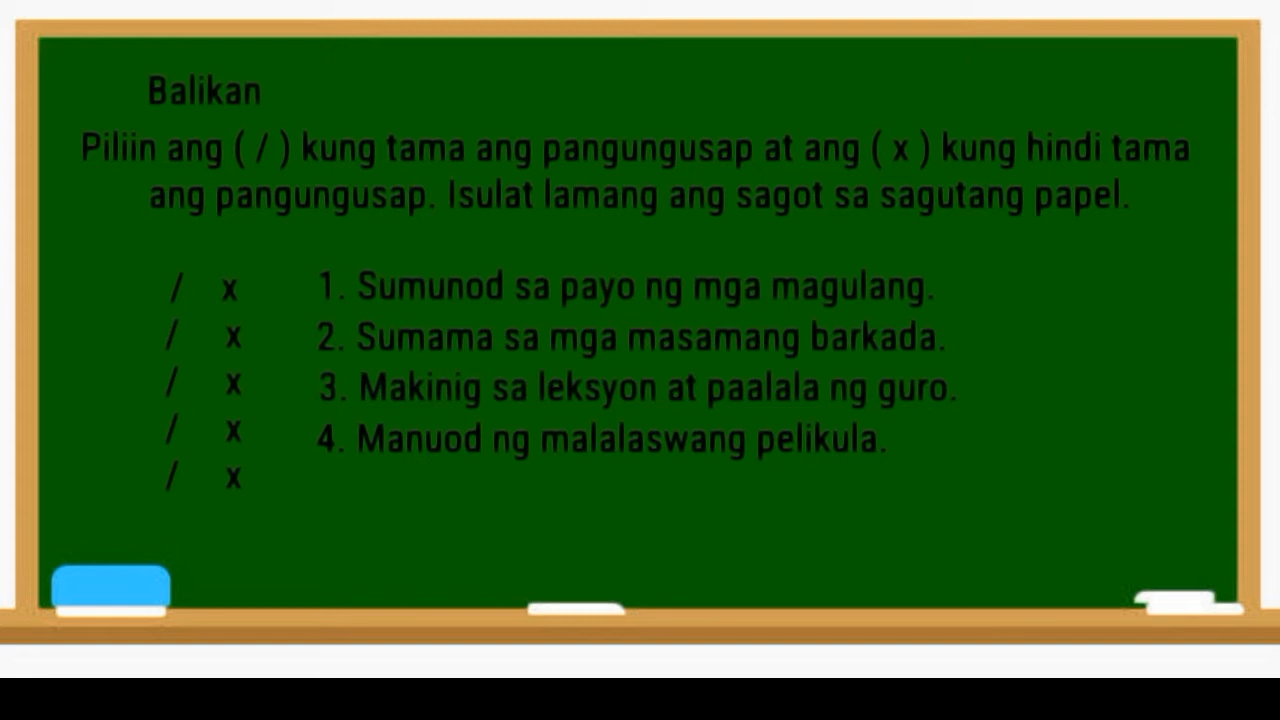 Balikan
Piliin ang ( / ) kung tama ang pangungusap at ang ( x ) kung hindi tama
ang pangungusap. Isulat lamang ang sagot sa sagutang papel.
/ x 1. Sumunod sa payo ng mga magulang.
/ x 2. Sumama sa mga masamang barkada.
/ x 3. Makinig sa leksyon at paalala ng guro.
/ x 4. Manuod ng malalaswang pelikula.
/ x